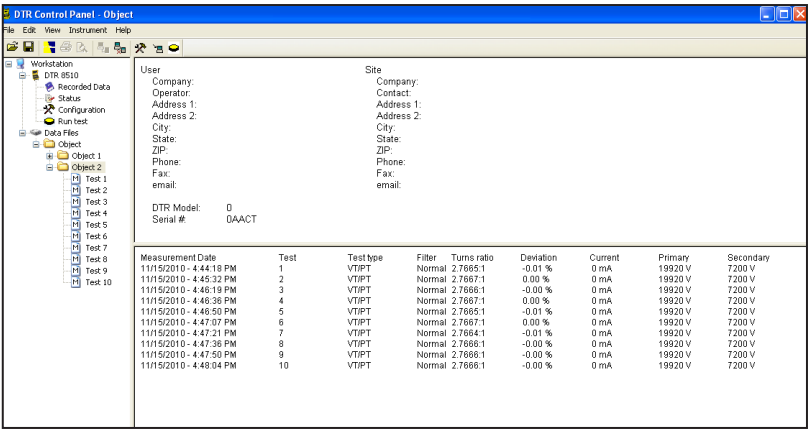 DTR Control Panel - Object
File Edit View Instrument Help
Workstation
DTR 8510
Recorded Data
Status
Configuration
Run test
Data Files
Object
Object 1
Object 2
M Test 1
M Test 2
M Test 3
M Test 4
M Test 5
M Test 6
M Test 7
M Test 8
M Test 9
M Test 10
User Site
Company: Company:
Operator: Contact:
Address 1: Address 1:
Address 2: Address 2:
City: City:
State: State:
ZIP: ZIP:
Phone: Phone:
Fax: Fax:
email: email:
DTR Model: 0
Serial #: 0AACT
Measurement Date Test Test type Filter Turns ratio Deviation Current Primary Secondary
11/15/2010 - 4:44:18 PM 1 VT/PT Normal 2.7665:1 -0.01 % 0 mA 19920 V 7200 V
11/15/2010 - 4:45:32 PM 2 VT/PT Normal 2.7667:1 0.00 % 0 mA 19920 V 7200 V
11/15/2010 - 4:46:19 PM 3 VT/PT Normal 2.7666:1 -0.00 % 0 mA 19920 V 7200 V
11/15/2010 - 4:46:36 PM 4 VT/PT Normal 2.7667:1 0.00 % 0 mA 19920 V 7200 V
11/15/2010 - 4:46:50 PM 5 VT/PT Normal 2.7665:1 -0.01 % 0 mA 19920 V 7200 V
11/15/2010 - 4:47:07 PM 6 VT/PT Normal 2.7667:1 0.00 % 0 mA 19920 V 7200 V
11/15/2010 - 4:47:21 PM 7 VT/PT Normal 2.7664:1 -0.01 % 0 mA 19920 V 7200 V
11/15/2010 - 4:47:36 PM 8 VT/PT Normal 2.7666:1 -0.00 % 0 mA 19920 V 7200 V
11/15/2010 - 4:47:50 PM 9 VT/PT Normal 2.7666:1 -0.00 % 0 mA 19920 V 7200 V
11/15/2010 - 4:48:04 PM 10 VT/PT Normal 2.7666:1 -0.00 % 0 mA 19920 V 7200 V